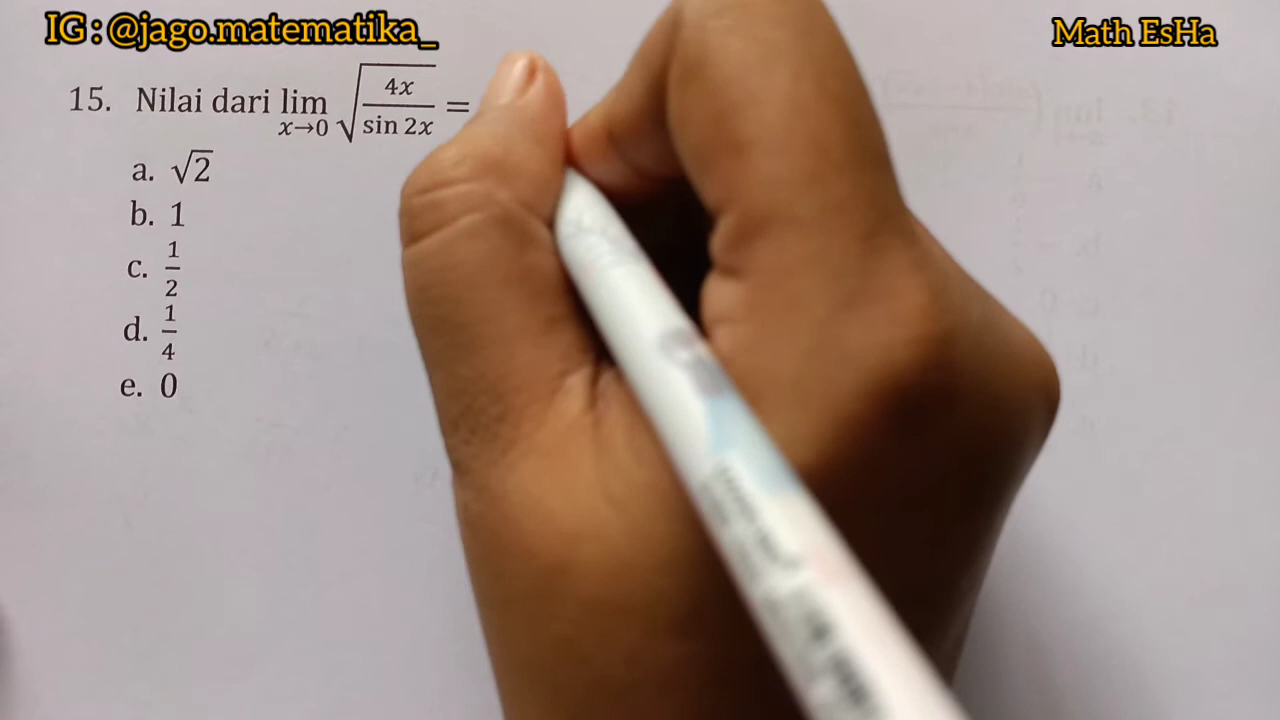 IG : @jago.matematika_
Math EsHa
15. Nilai dari lim x→0 √(4x/sin 2x) =
a. √2
b. 1
c. 1/2
d. 1/4
e. 0